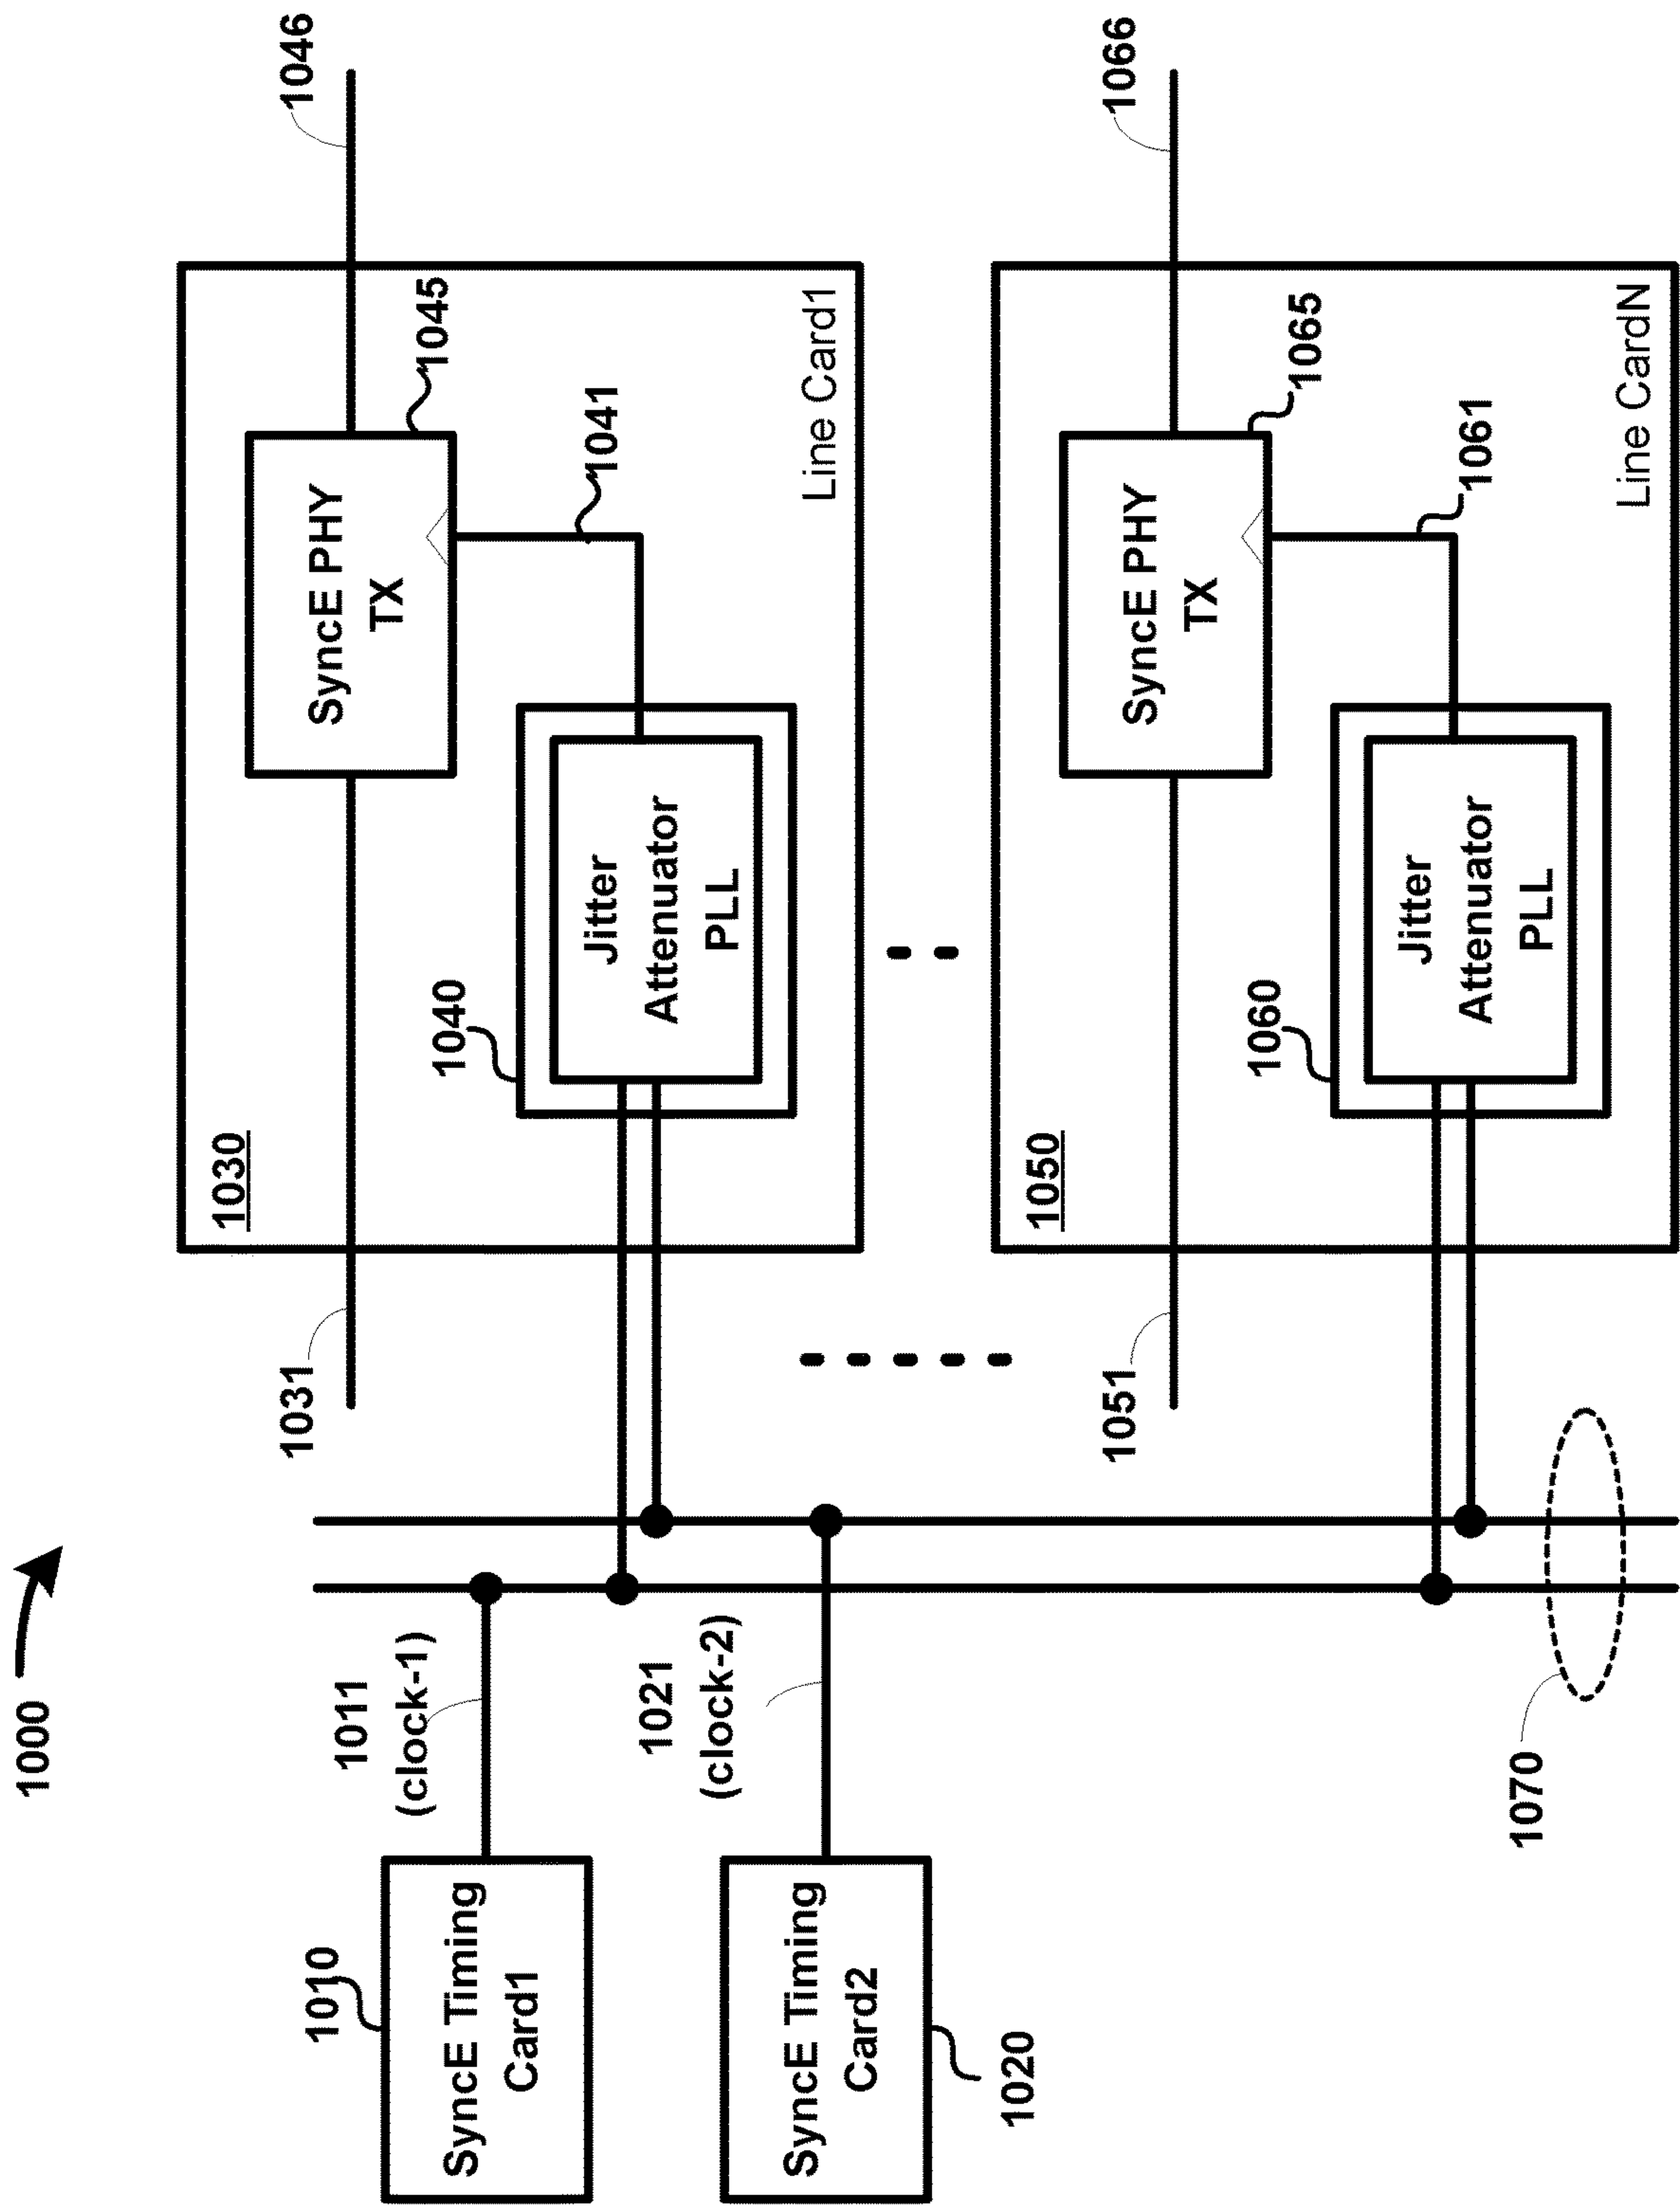 1000
1010
SyncE Timing
Card1
1011
(clock-1)
SyncE Timing
Card2
1020
1021
(clock-2)
1070
1031
1030
1040
Jitter
Attenuator
PLL
SyncE PHY
TX
1045
1041
1046
Line Card1
1051
1050
1060
Jitter
Attenuator
PLL
SyncE PHY
TX
1065
1061
1066
Line CardN